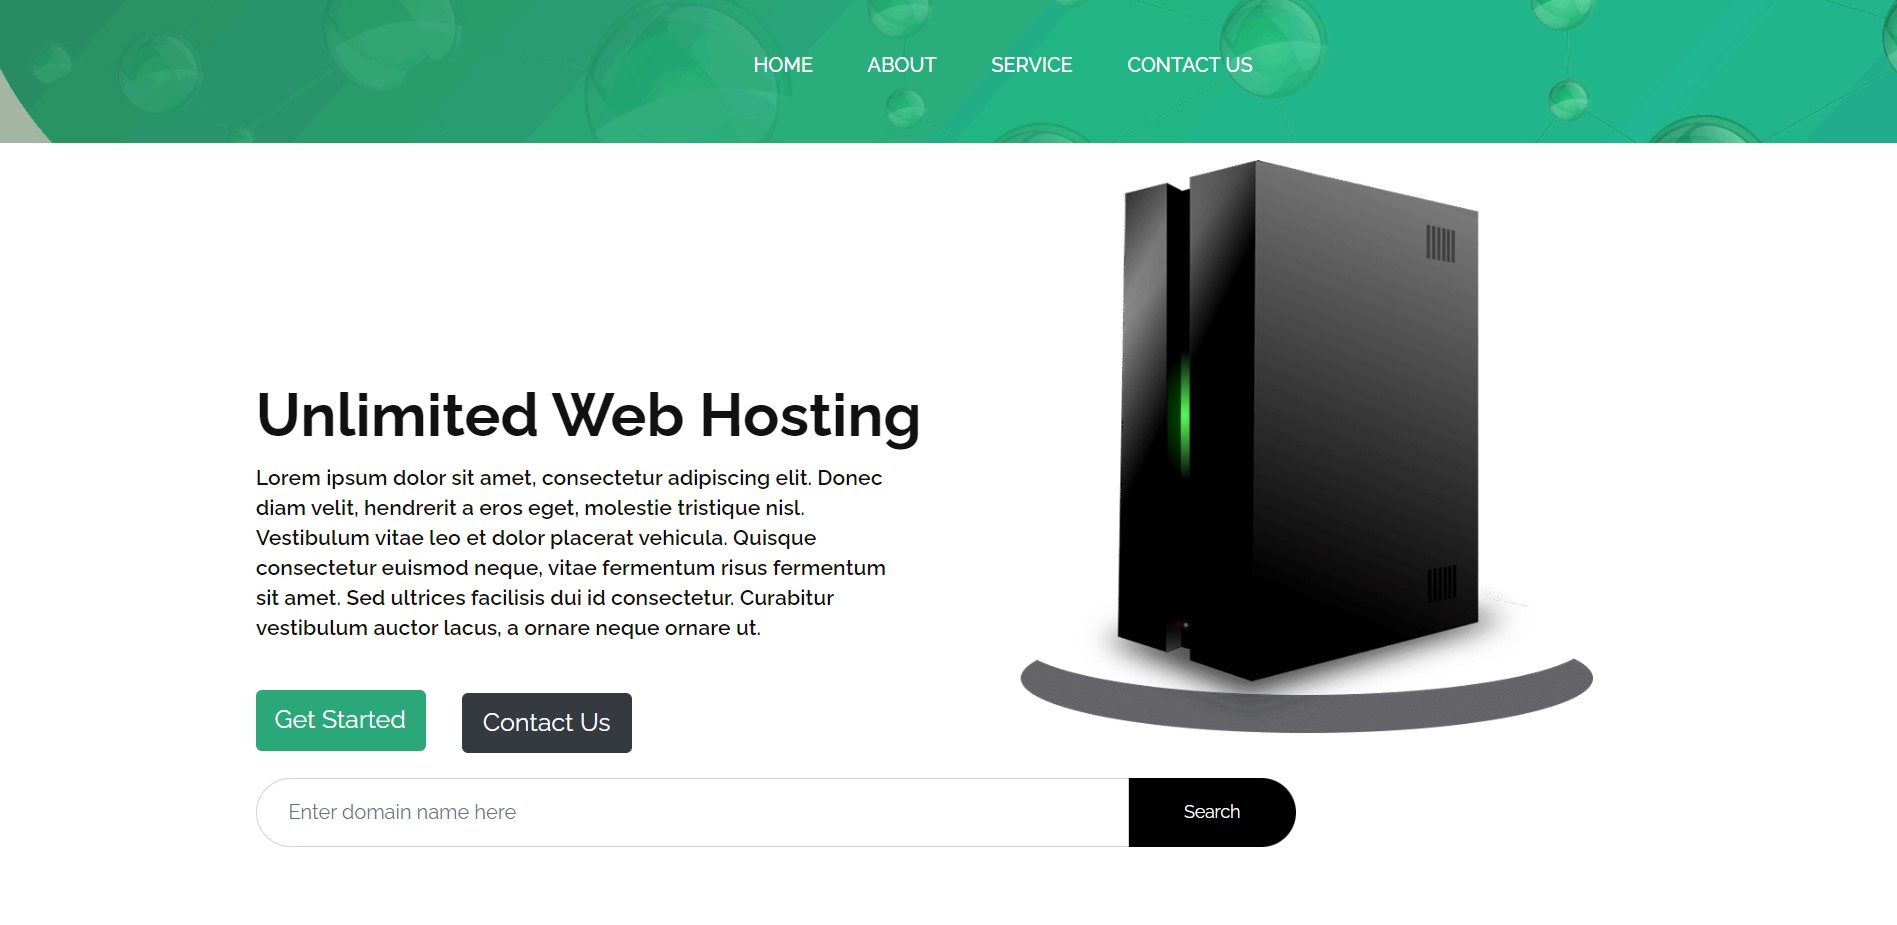 HOME ABOUT SERVICE CONTACT US
Unlimited Web Hosting
Lorem ipsum dolor sit amet, consectetur adipiscing elit. Donec
diam velit, hendrerit a eros eget, molestie tristique nisl.
Vestibulum vitae leo et dolor placerat vehicula. Quisque
consectetur euismod neque, vitae fermentum risus fermentum
sit amet. Sed ultrices facilisis dui id consectetur. Curabitur
vestibulum auctor lacus, a ornare neque ornare ut.
Get Started Contact Us
Enter domain name here Search